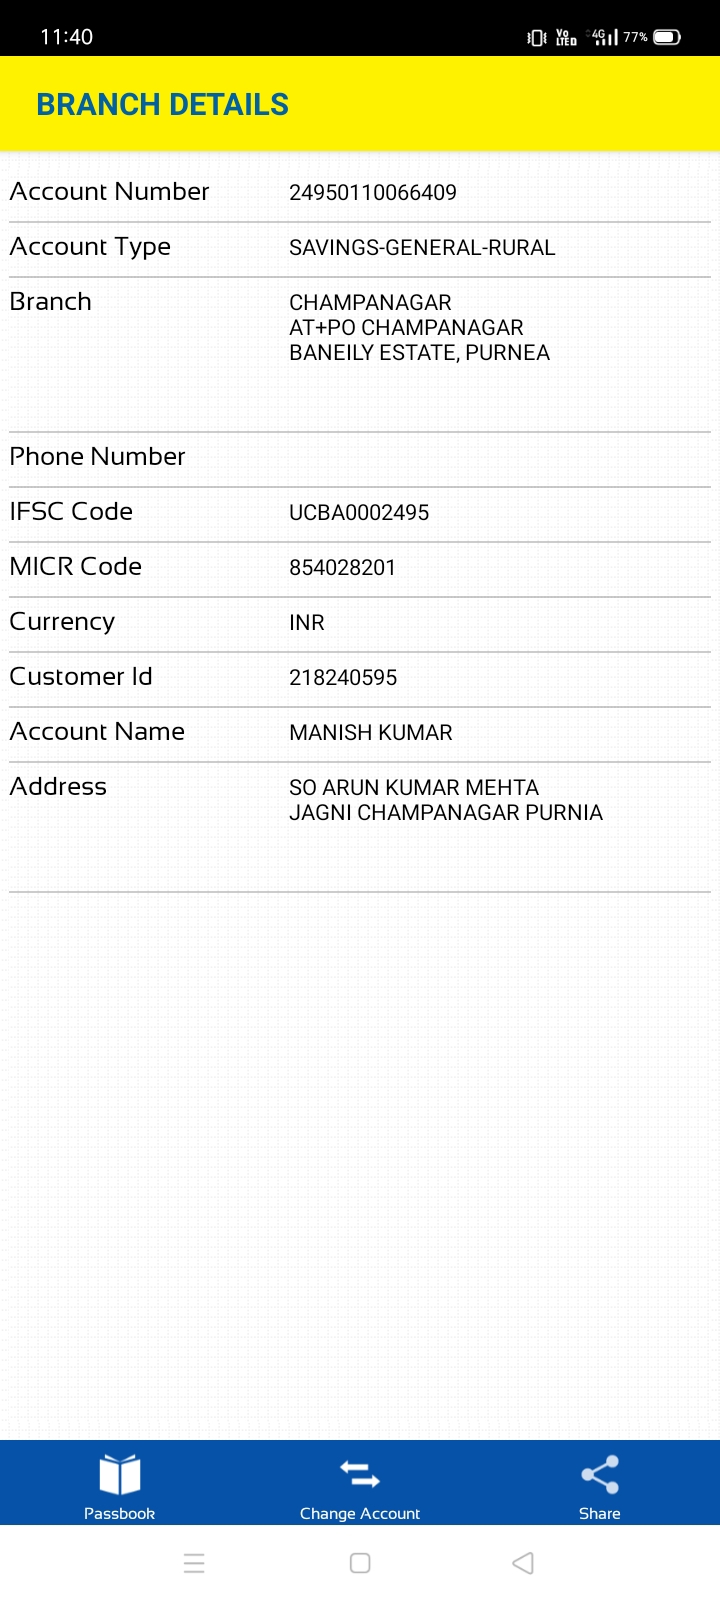 11:40
Vo LTED 4G 77%
BRANCH DETAILS
Account Number 24950110066409
Account Type SAVINGS-GENERAL-RURAL
Branch CHAMPANAGAR
AT+PO CHAMPANAGAR
BANEILY ESTATE, PURNEA
Phone Number
IFSC Code UCBA0002495
MICR Code 854028201
Currency INR
Customer Id 218240595
Account Name MANISH KUMAR
Address SO ARUN KUMAR MEHTA
JAGNI CHAMPANAGAR PURNIA
Passbook Change Account Share